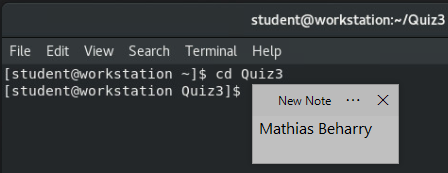 student@workstation:~/Quiz3
File Edit View Search Terminal Help
[student@workstation ~]$ cd Quiz3
[student@workstation Quiz3]$
New Note ··· ✕
Mathias Beharry